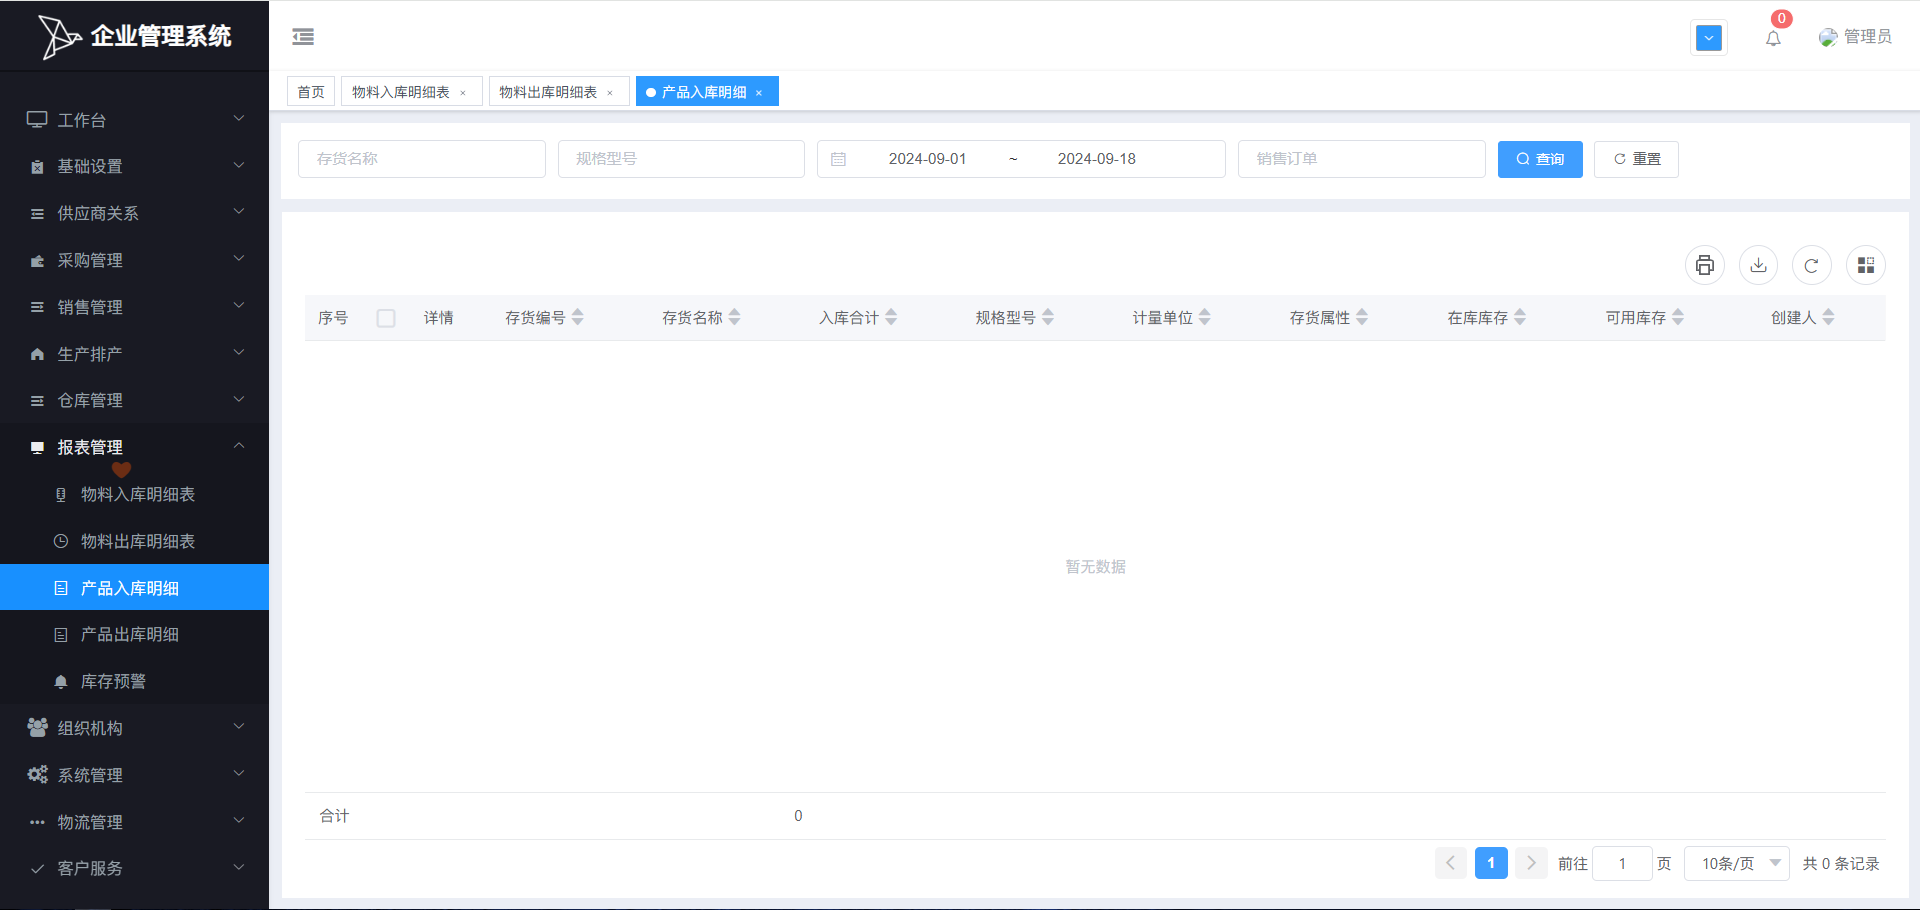 企业管理系统
0
管理员
首页
物料入库明细表 ×
物料出库明细表 ×
产品入库明细 ×
工作台
基础设置
供应商关系
采购管理
销售管理
生产排产
仓库管理
报表管理
物料入库明细表
物料出库明细表
产品入库明细
产品出库明细
库存预警
组织机构
系统管理
物流管理
客户服务
存货名称 规格型号 2024-09-01 ~ 2024-09-18 销售订单 查询 重置
序号 详情 存货编号 存货名称 入库合计 规格型号 计量单位 存货属性 在库库存 可用库存 创建人
暂无数据
合计 0
1 前往 1 页 10条/页 共 0 条记录